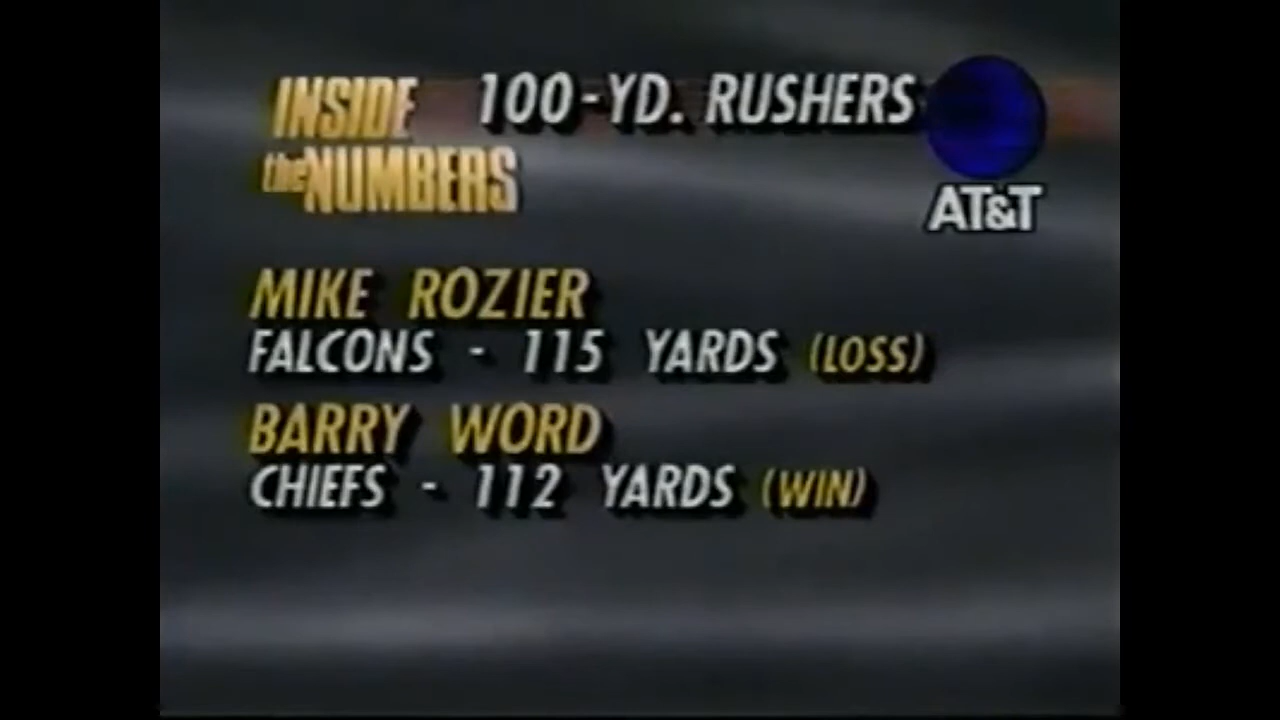 INSIDE
the NUMBERS
100-YD. RUSHERS
AT&T
MIKE ROZIER
FALCONS - 115 YARDS (LOSS)
BARRY WORD
CHIEFS - 112 YARDS (WIN)